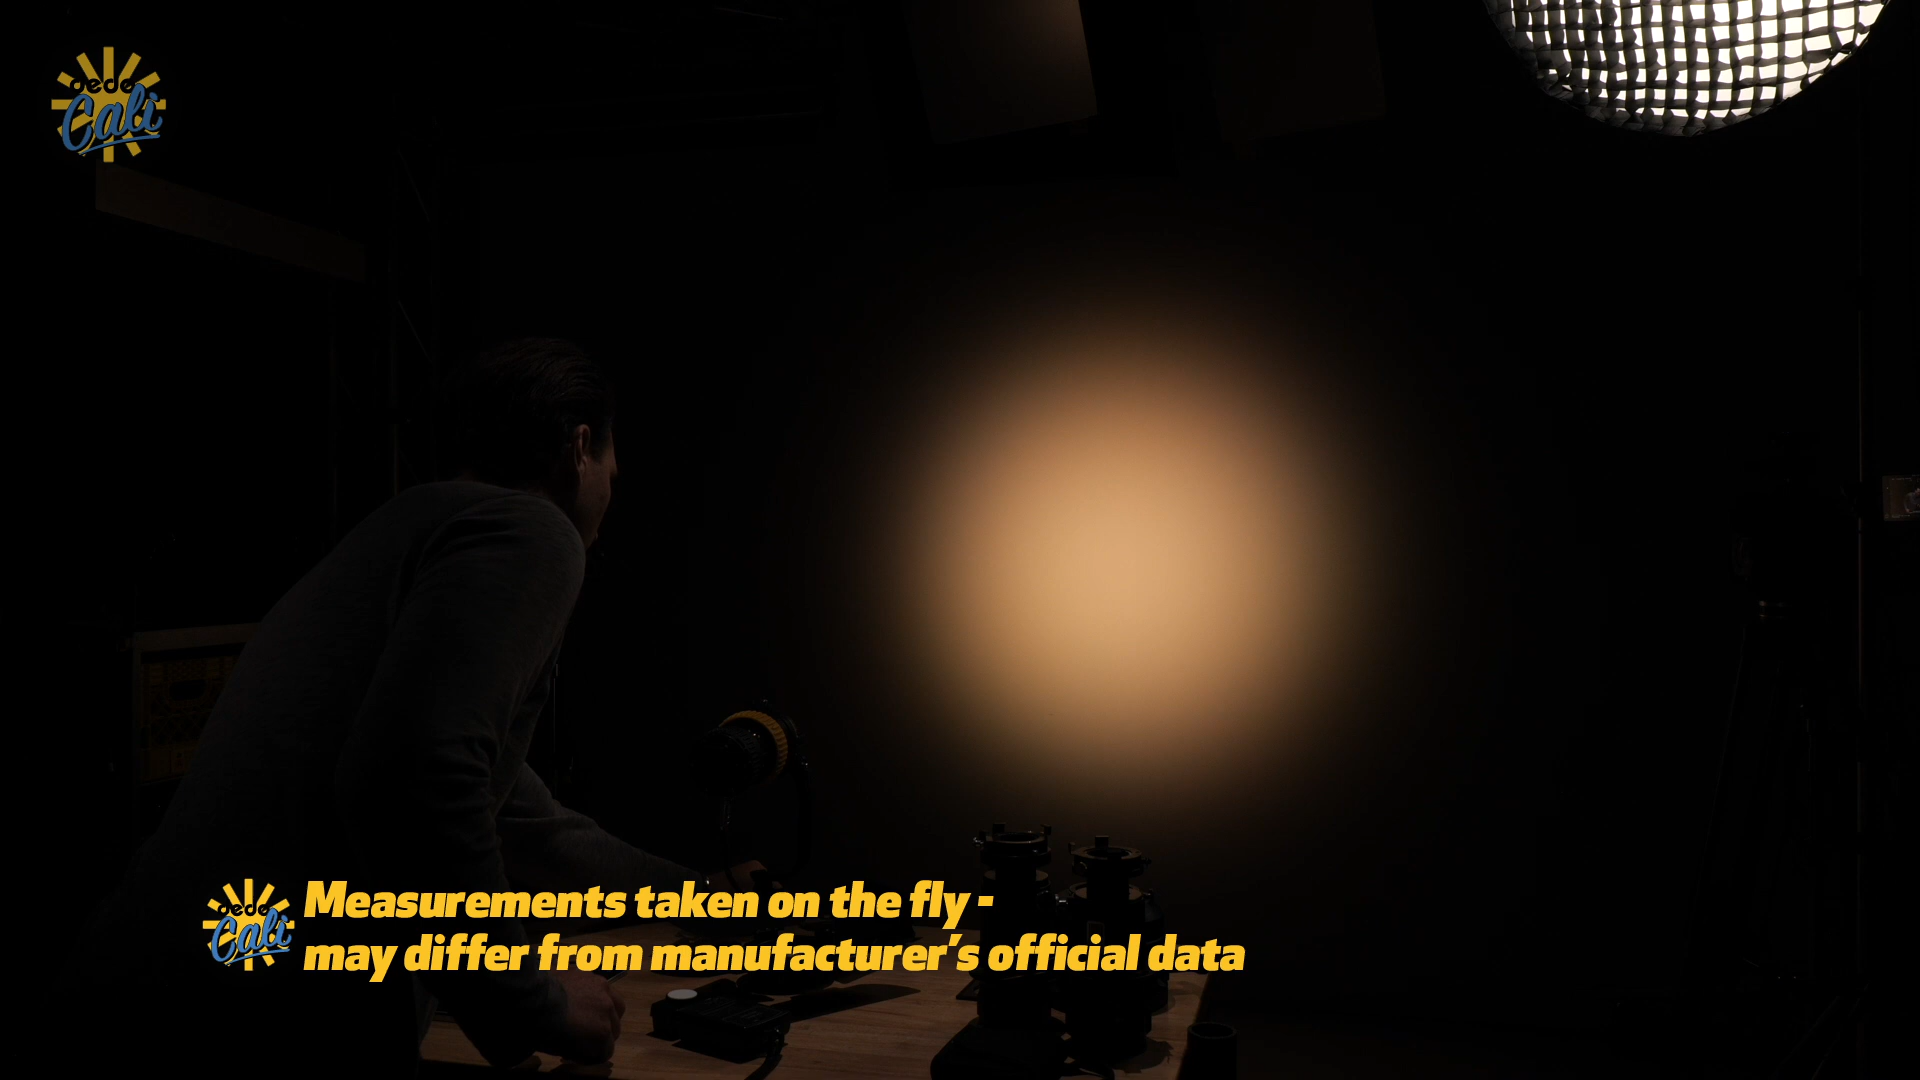 dedo
Cali
dedo
Cali
Measurements taken on the fly -
may differ from manufacturer's official data